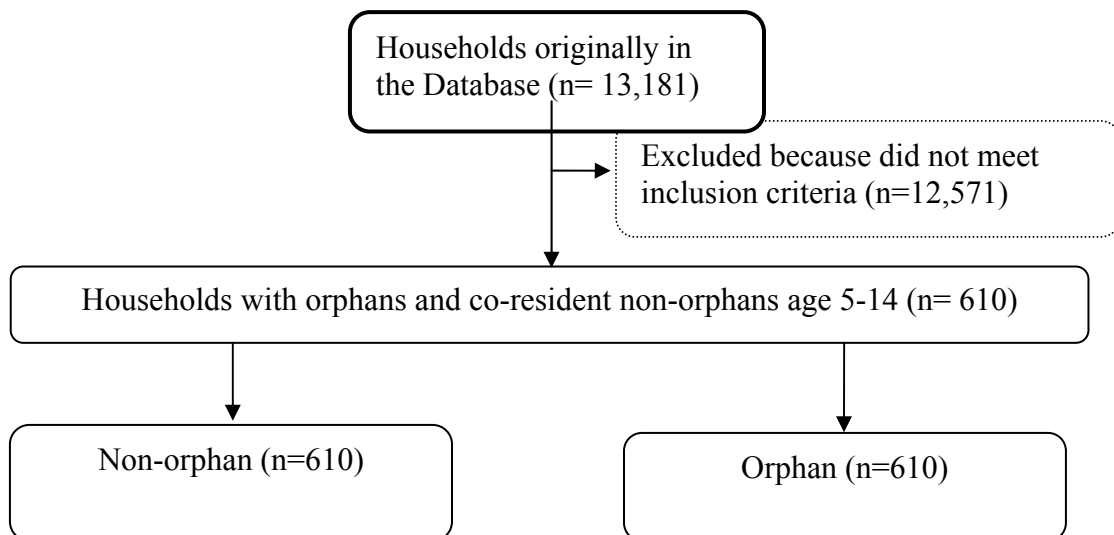 Households originally in
the Database (n= 13,181)
Excluded because did not meet
inclusion criteria (n=12,571)
Households with orphans and co-resident non-orphans age 5-14 (n= 610)
Non-orphan (n=610)
Orphan (n=610)